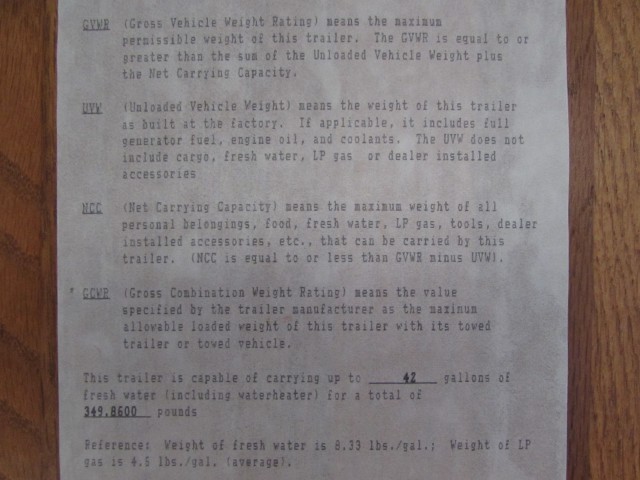 GVWR (Gross Vehicle Weight Rating) means the maximum
permissible weight of this trailer. The GVWR is equal to or
greater than the sum of the Unloaded Vehicle Weight plus
the Net Carrying Capacity.
UVW (Unloaded Vehicle Weight) means the weight of this trailer
as built at the factory. If applicable, it includes full
generator fuel, engine oil, and coolants. The UVW does not
include cargo, fresh water, LP gas or dealer installed
accessories
NCC (Net Carrying Capacity) means the maximum weight of all
personal belongings, food, fresh water, LP gas, tools, dealer
installed accessories, etc., that can be carried by this
trailer. (NCC is equal to or less than GVWR minus UVW).
* GCWR (Gross Combination Weight Rating) means the value
specified by the trailer manufacturer as the maximum
allowable loaded weight of this trailer with its towed
trailer or towed vehicle.
This trailer is capable of carrying up to 42 gallons of
fresh water (including waterheater) for a total of
349.8600 pounds
Reference: Weight of fresh water is 8.33 lbs./gal.; Weight of LP
gas is 4.5 lbs./gal. (average).